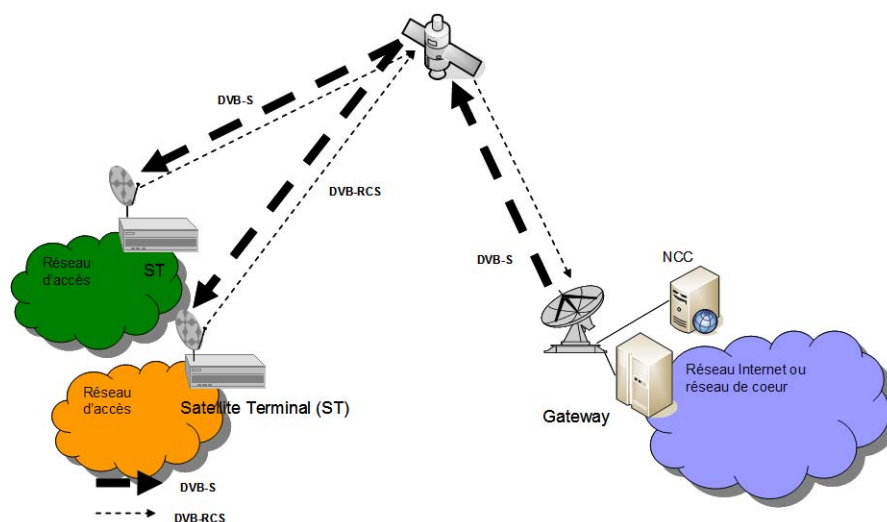 DVB-S
DVB-RCS
Réseau
d'accès
ST
DVB-S
NCC
Réseau
d'accès
Satellite Terminal (ST)
Gateway
Réseau Internet ou
réseau de coeur
DVB-S
DVB-RCS